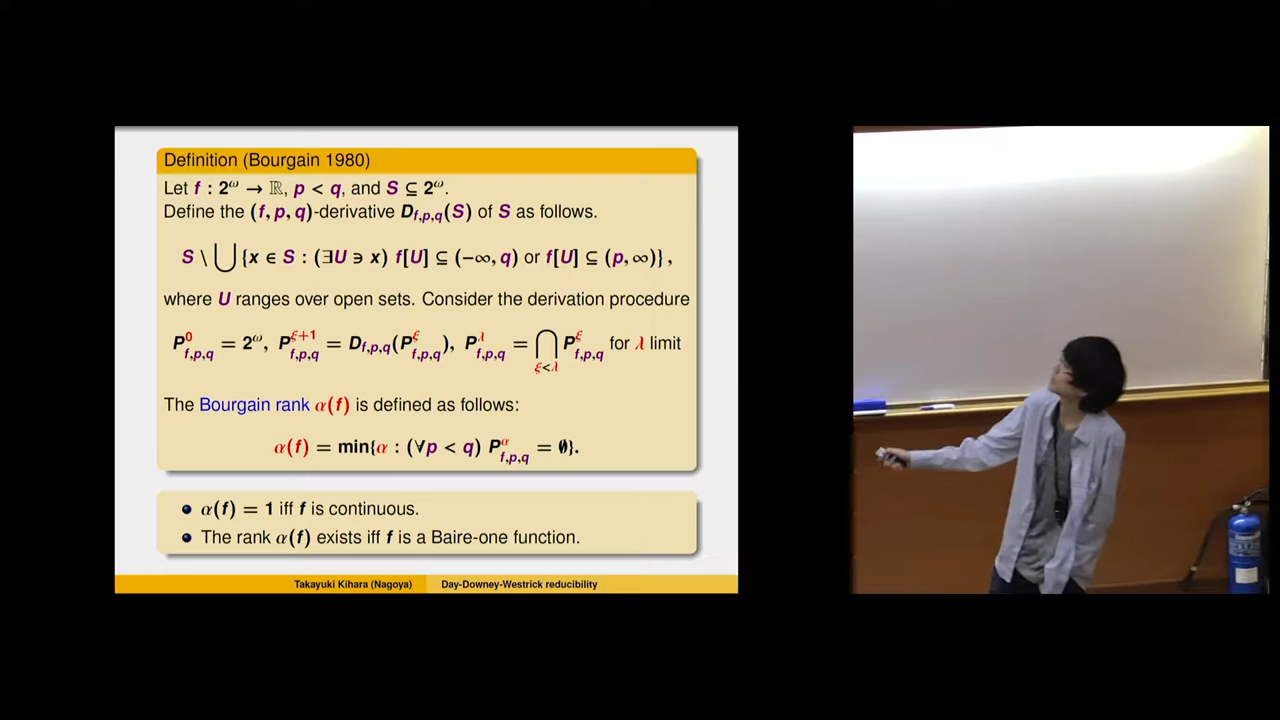 Definition (Bourgain 1980)
Let f : 2^ω → ℝ, p < q, and S ⊆ 2^ω.
Define the (f, p, q)-derivative D_{f,p,q}(S) of S as follows.
S \ ⋃ {x ∈ S : (∃U ∋ x) f[U] ⊆ (−∞, q) or f[U] ⊆ (p, ∞)} ,
where U ranges over open sets. Consider the derivation procedure
P^0_{f,p,q} = 2^ω, P^{ξ+1}_{f,p,q} = D_{f,p,q}(P^ξ_{f,p,q}), P^λ_{f,p,q} = ⋂_{ξ<λ} P^ξ_{f,p,q} for λ limit
The Bourgain rank α(f) is defined as follows:
α(f) = min{α : (∀p < q) P^α_{f,p,q} = ∅}.
• α(f) = 1 iff f is continuous.
• The rank α(f) exists iff f is a Baire-one function.
Takayuki Kihara (Nagoya) Day-Downey-Westrick reducibility